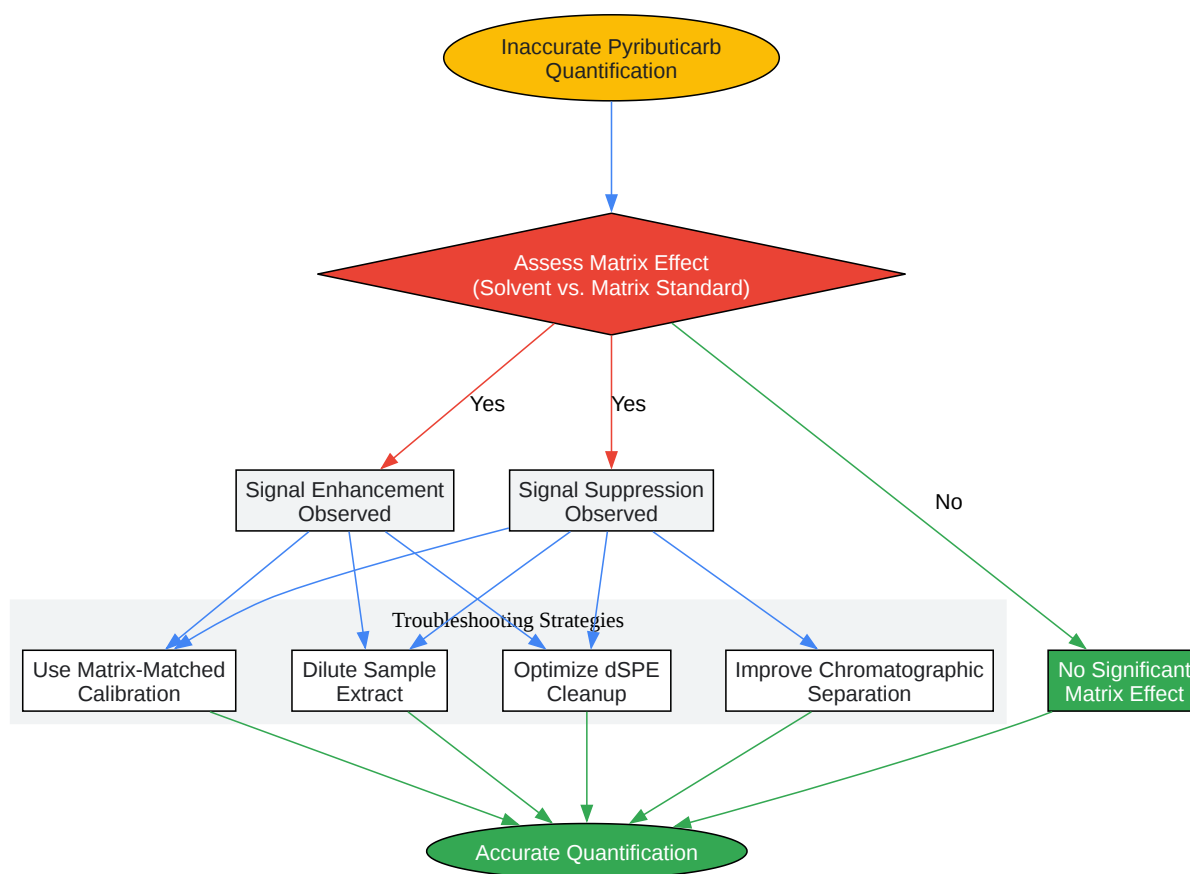 Inaccurate Pyributicarb
Quantification
Assess Matrix Effect
(Solvent vs. Matrix Standard)
Yes
Yes
Signal Enhancement
Observed
Signal Suppression
Observed
No
Troubleshooting Strategies
Use Matrix-Matched
Calibration
Dilute Sample
Extract
Optimize dSPE
Cleanup
Improve Chromatographic
Separation
No Significant
Matrix Effect
Accurate Quantification